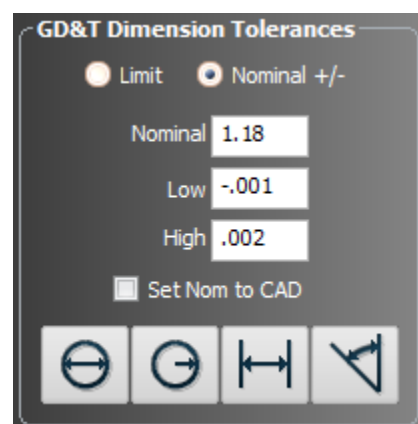 GD&T Dimension Tolerances
Limit Nominal +/-
Nominal 1.18
Low -.001
High .002
Set Nom to CAD